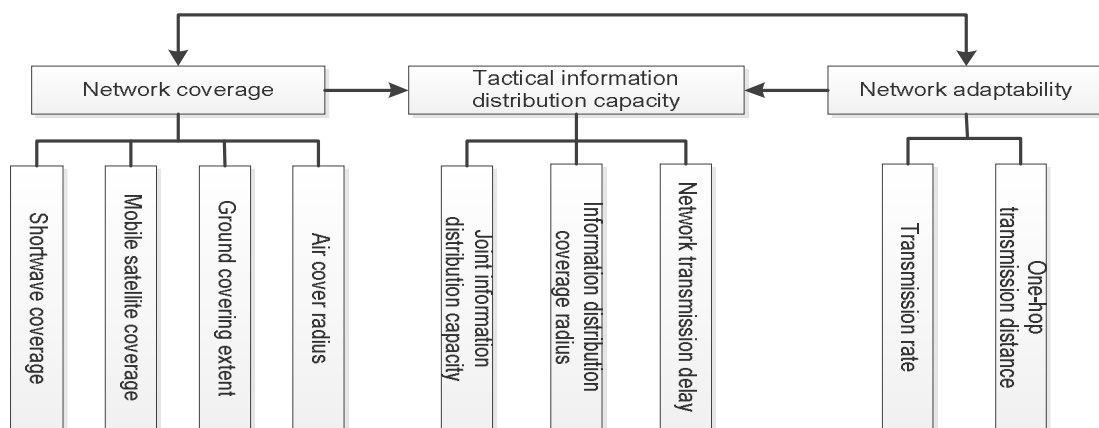 Network coverage
Tactical information
distribution capacity
Network adaptability
Shortwave coverage
Mobile satellite coverage
Ground covering extent
Air cover radius
Joint information
distribution capacity
Information distribution
coverage radius
Network transmission delay
Transmission rate
One-hop
transmission distance